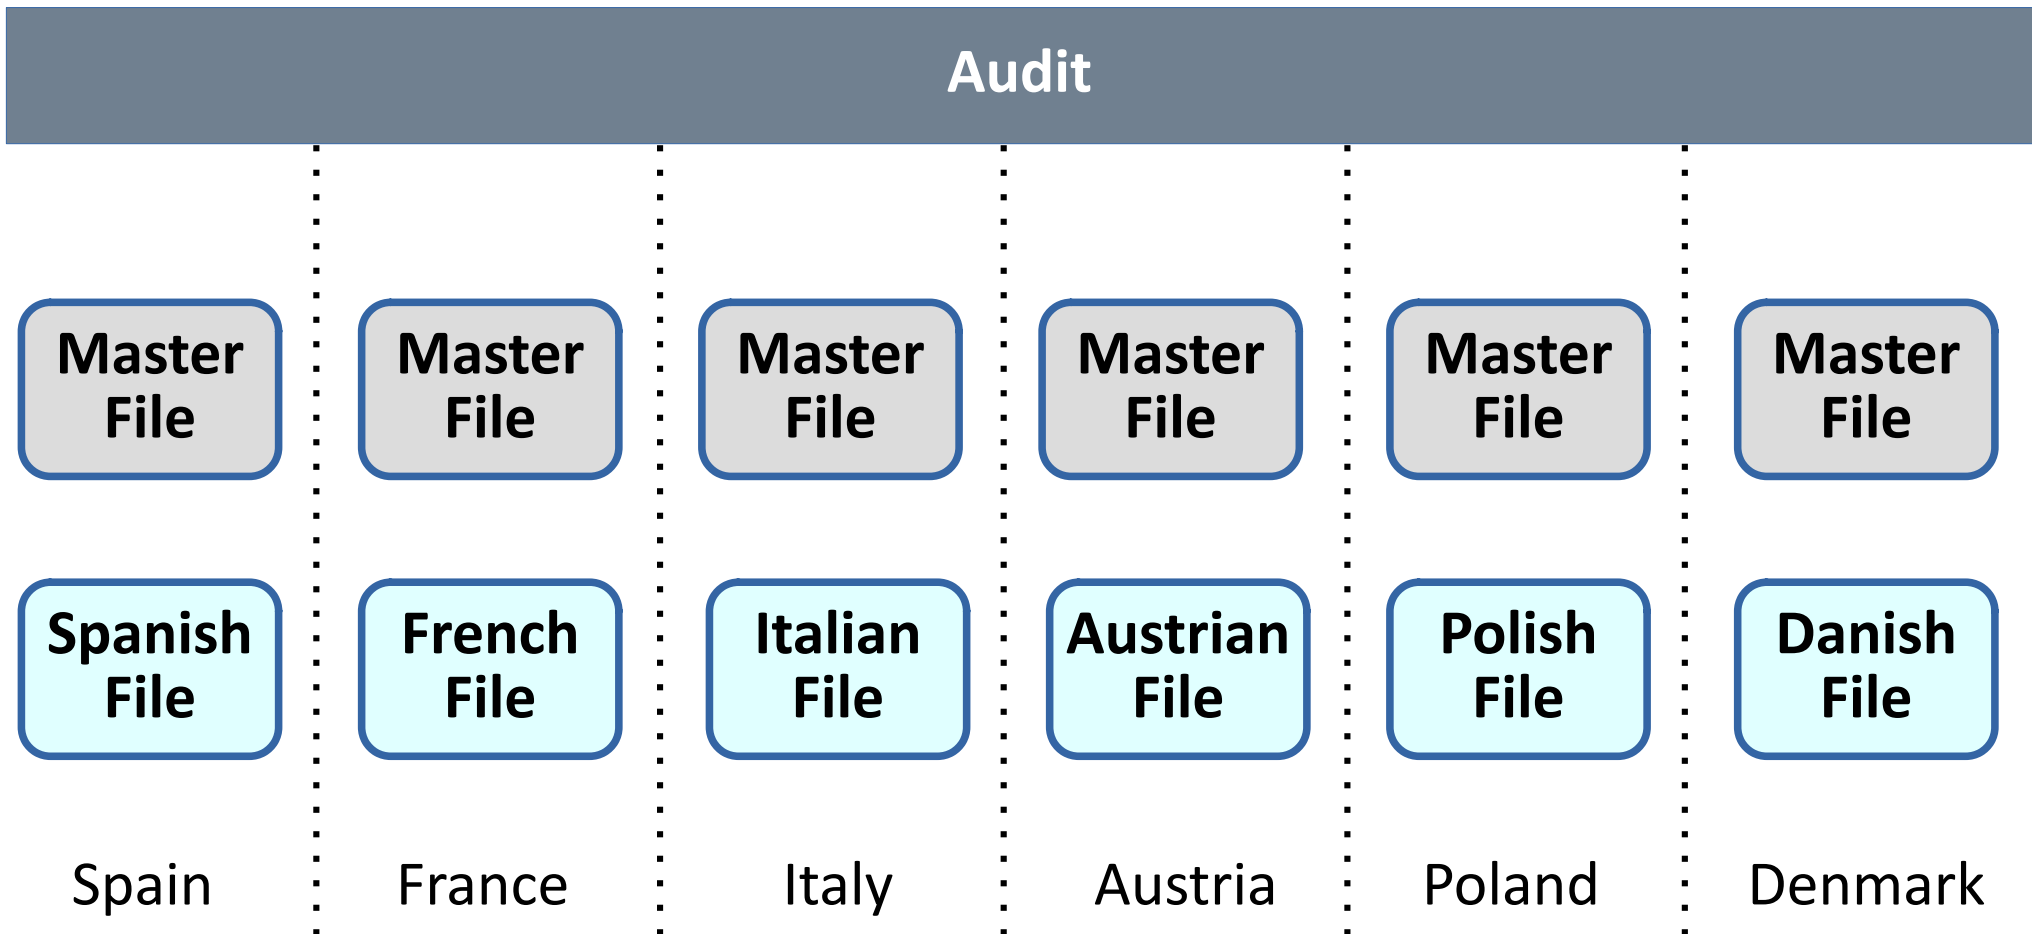 Audit
Master
File
Master
File
Master
File
Master
File
Master
File
Master
File
Spanish
File
French
File
Italian
File
Austrian
File
Polish
File
Danish
File
Spain
France
Italy
Austria
Poland
Denmark